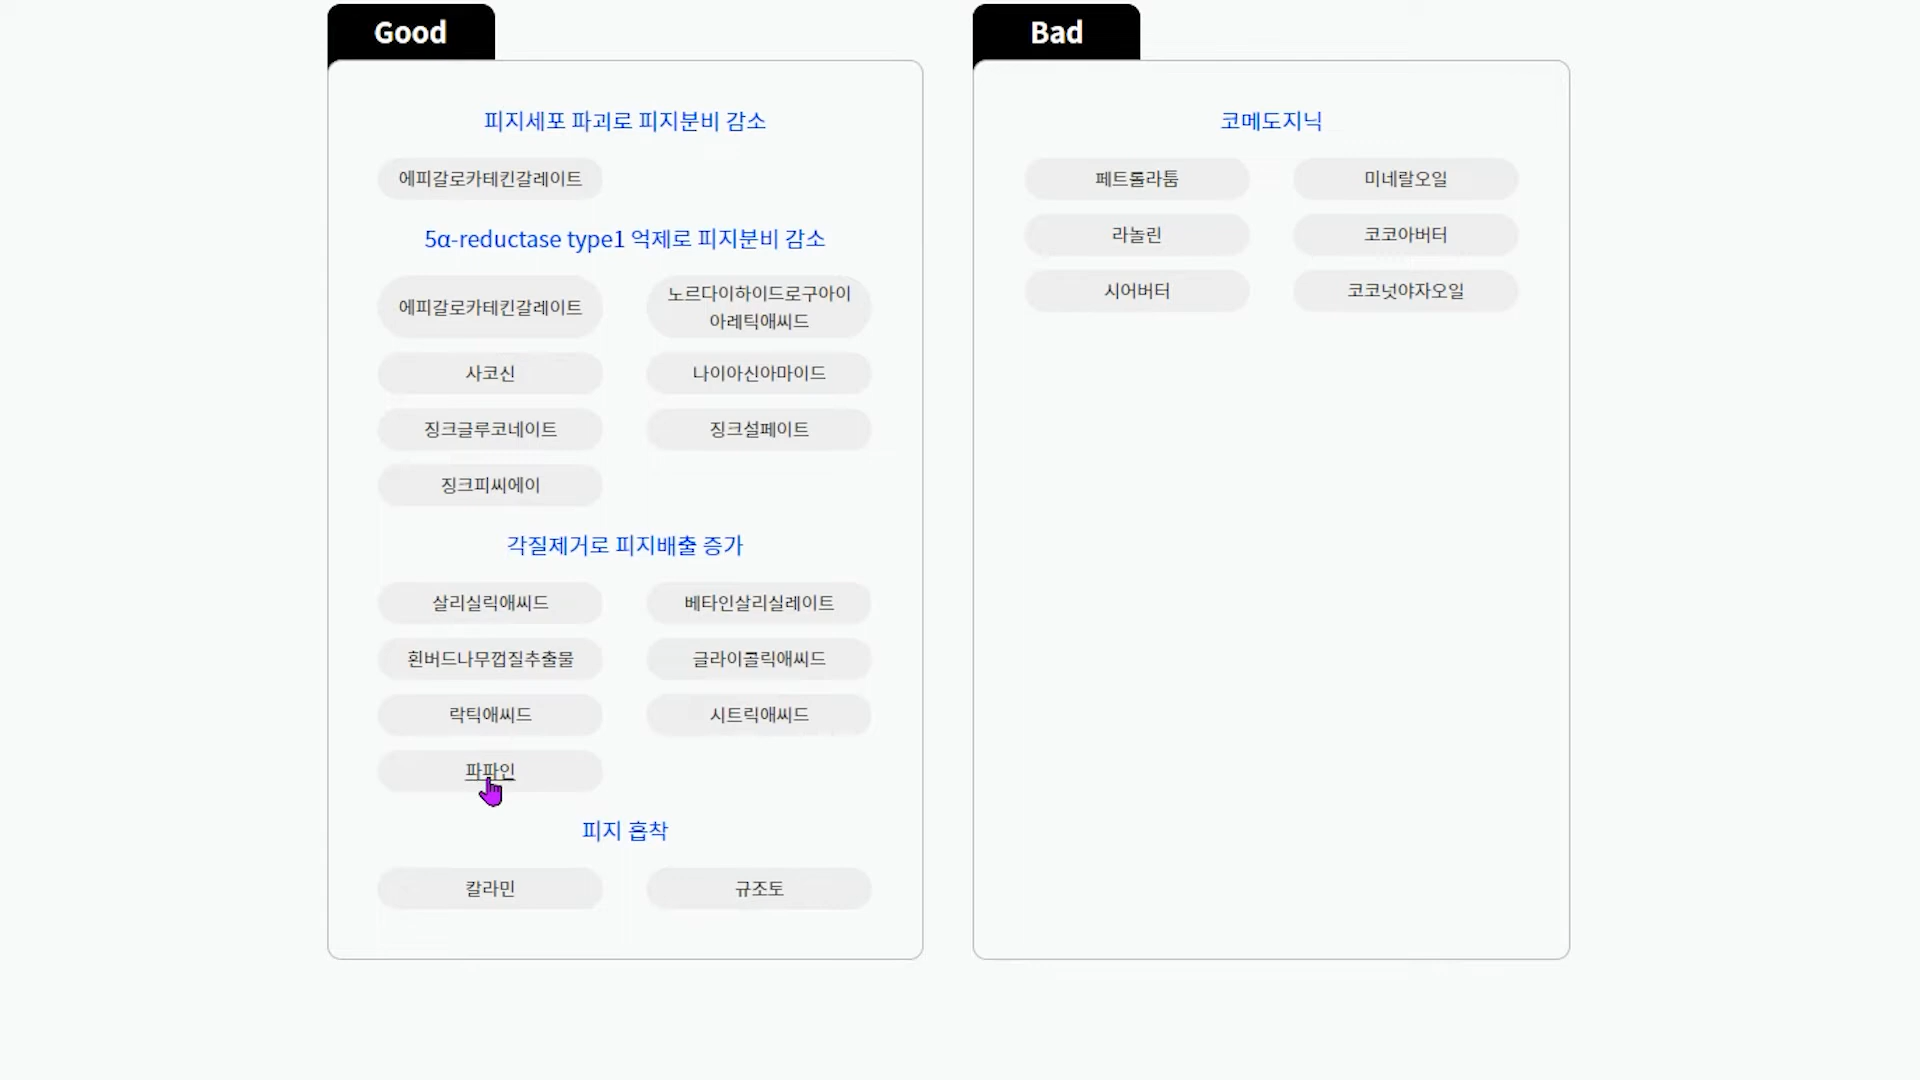 Good
피지세포 파괴로 피지분비 감소
에피갈로카테킨갈레이트
5α-reductase type1 억제로 피지분비 감소
에피갈로카테킨갈레이트
노르다이하이드로구아이
아레틱애씨드
사코신
나이아신아마이드
징크글루코네이트
징크설페이트
징크피씨에이
각질제거로 피지배출 증가
살리실릭애씨드
베타인살리실레이트
흰버드나무껍질추출물
글라이콜릭애씨드
락틱애씨드
시트릭애씨드
파파인
피지 흡착
칼라민
규조토
Bad
코메도지닉
페트롤라툼
미네랄오일
라놀린
코코아버터
시어버터
코코넛야자오일